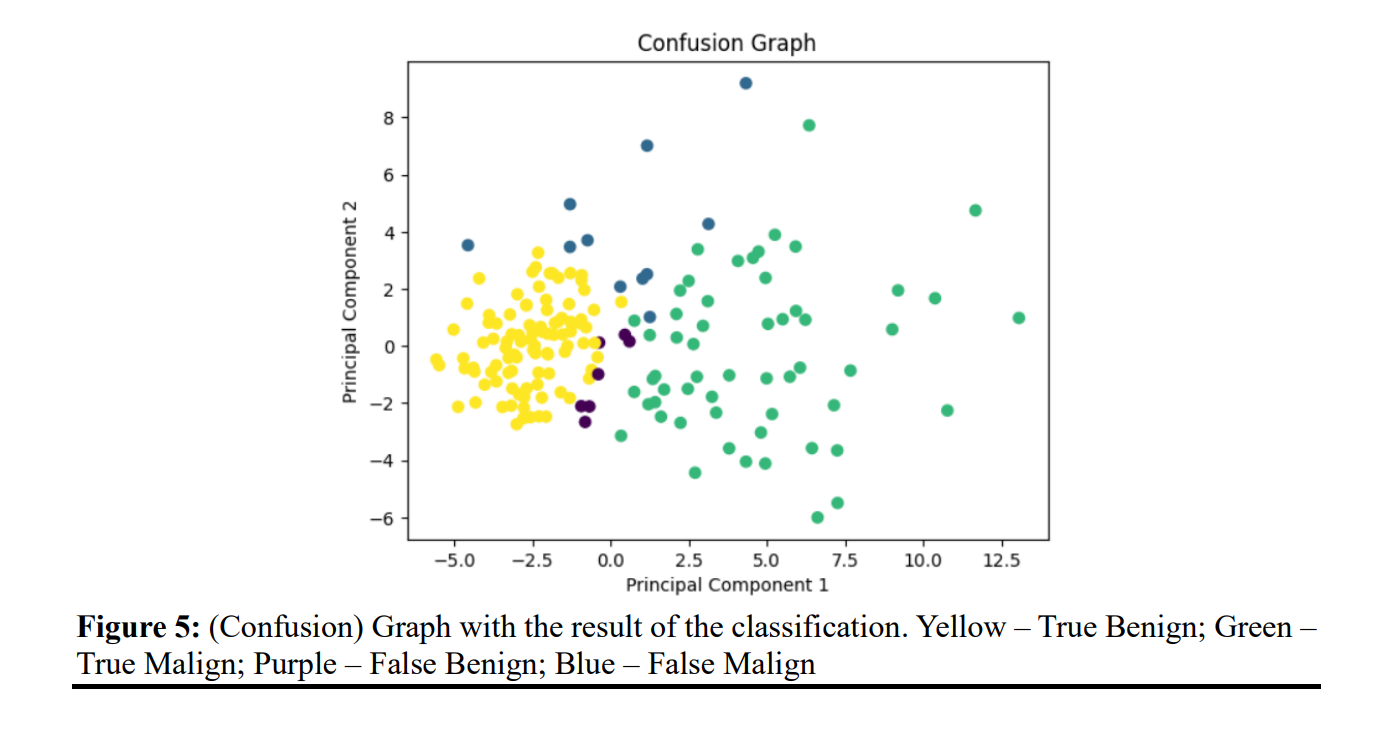 Confusion Graph
8
6
4
2
0
−2
−4
−6
Principal Component 2
−5.0 −2.5 0.0 2.5 5.0 7.5 10.0 12.5
Principal Component 1
Figure 5: (Confusion) Graph with the result of the classification. Yellow – True Benign; Green –
True Malign; Purple – False Benign; Blue – False Malign